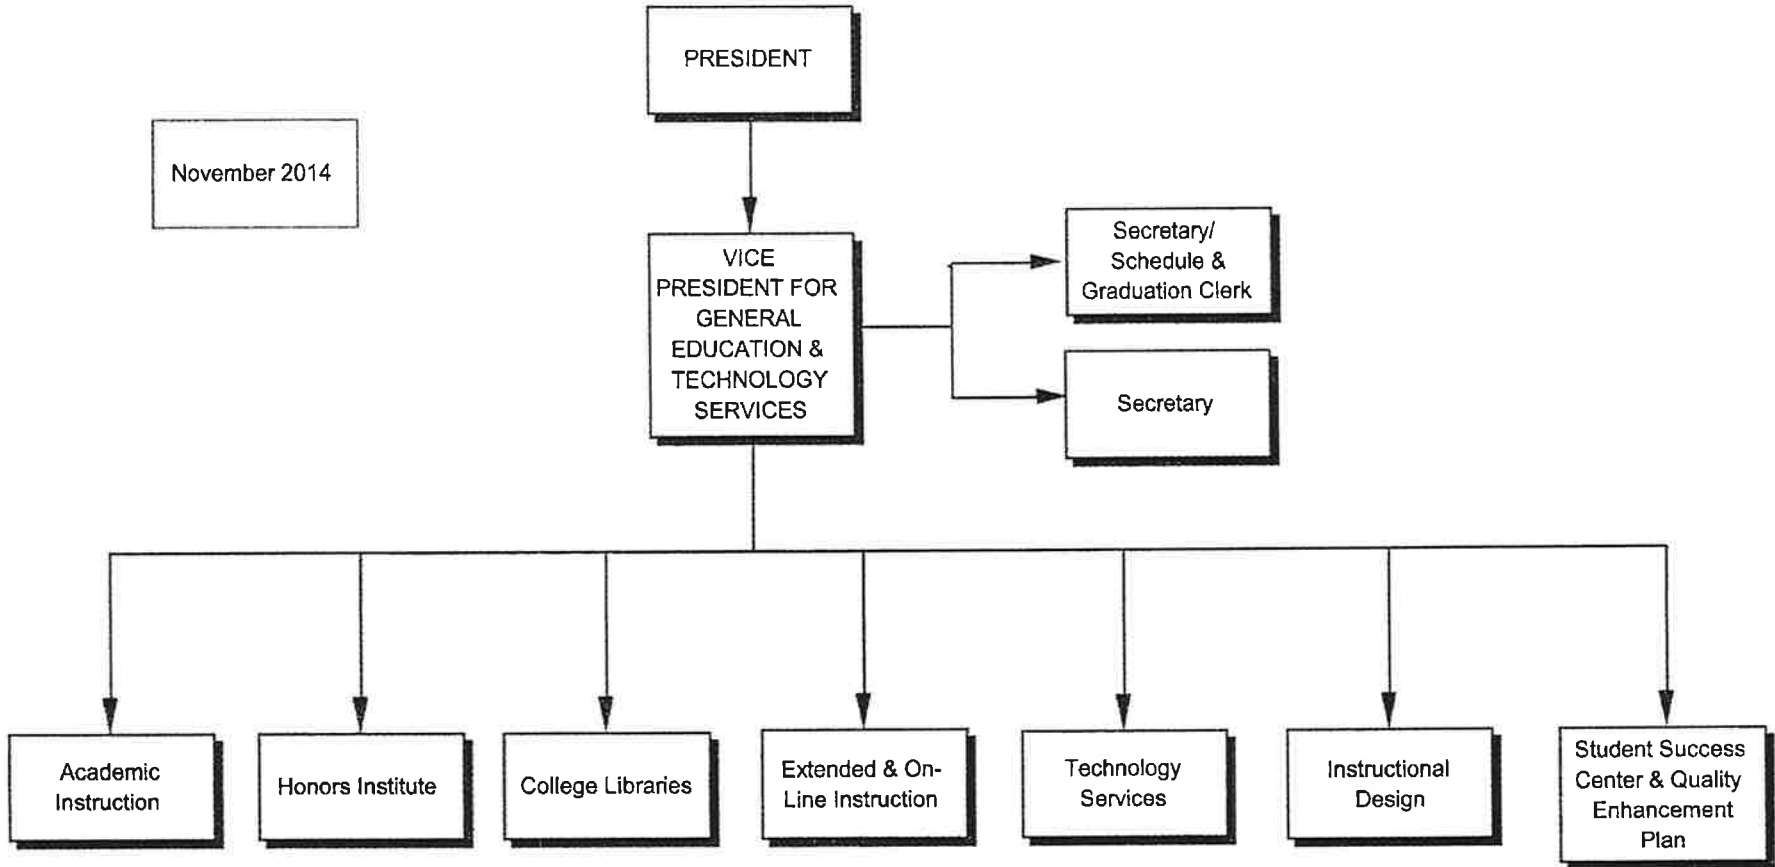 PRESIDENT
November 2014
VICE
PRESIDENT FOR
GENERAL
EDUCATION &
TECHNOLOGY
SERVICES
Secretary/
Schedule &
Graduation Clerk
Secretary
Academic
Instruction
Honors Institute
College Libraries
Extended & On-
Line Instruction
Technology
Services
Instructional
Design
Student Success
Center & Quality
Enhancement
Plan